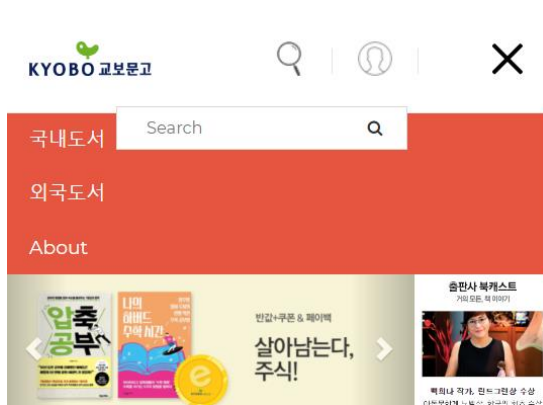 KYOBO 교보문고
Search
국내도서
외국도서
About
압축
공부
나의
하버드
수학 시간
반값+쿠폰 & 페이백
살아남는다,
주식!
출판사 북캐스트
거의 모든, 책 이야기
백희나 작가, 린드그렌상 수상